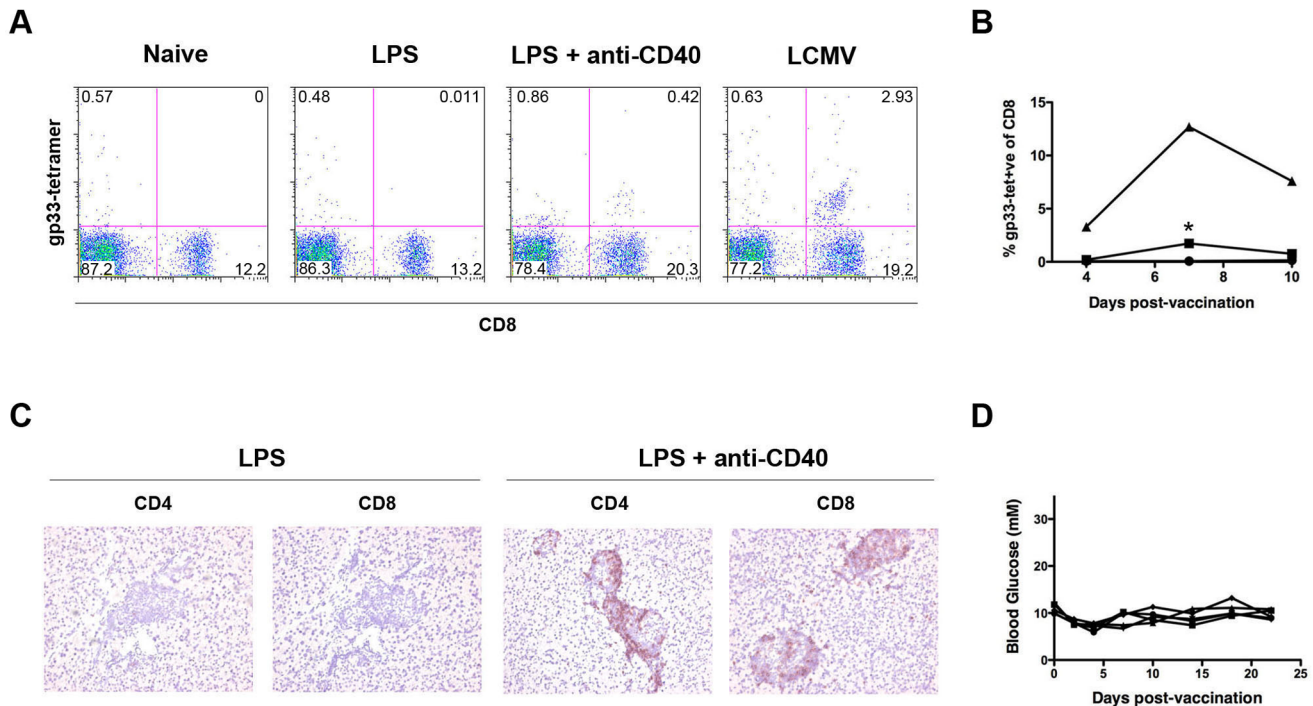 A
Naive
LPS
LPS + anti-CD40
LCMV
gp33-tetramer
0.57 0
87.2 12.2
0.48 0.011
86.3 13.2
0.86 0.42
78.4 20.3
0.63 2.93
77.2 19.2
CD8
B
% gp33-tet+ve of CD8
15
10
5
0
*
4 6 8 10
Days post-vaccination
C
LPS
CD4 CD8
LPS + anti-CD40
CD4 CD8
D
Blood Glucose (mM)
30
20
10
0
0 5 10 15 20 25
Days post-vaccination